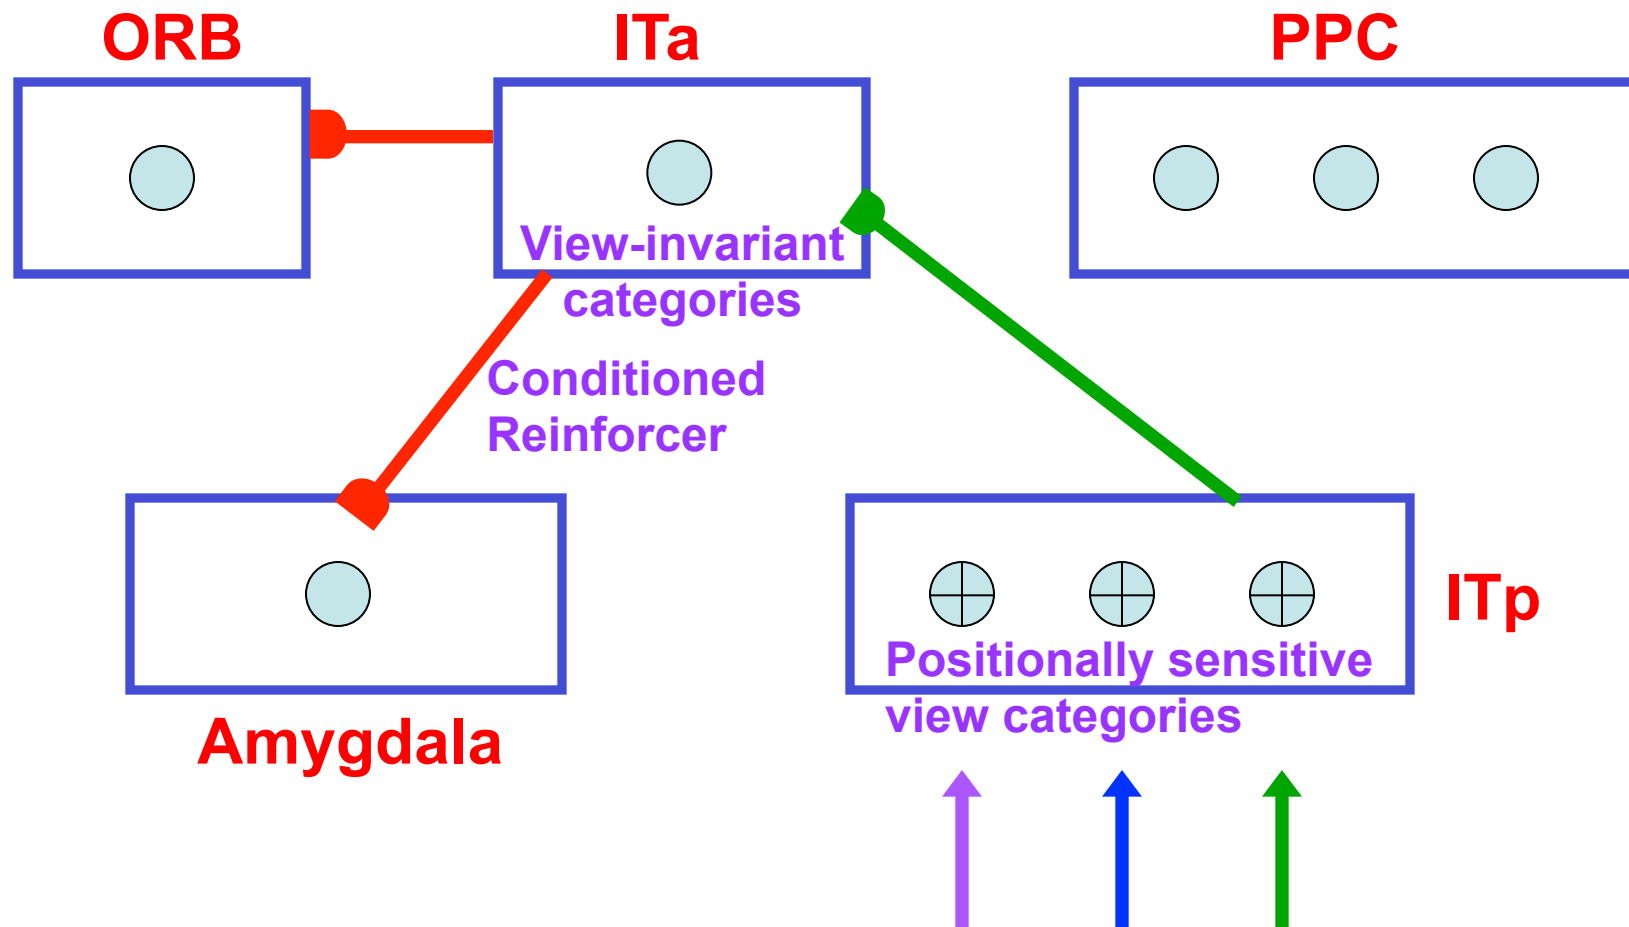 ORB
ITa
PPC
View-invariant
categories
Conditioned
Reinforcer
Positionally sensitive
view categories
ITp
Amygdala